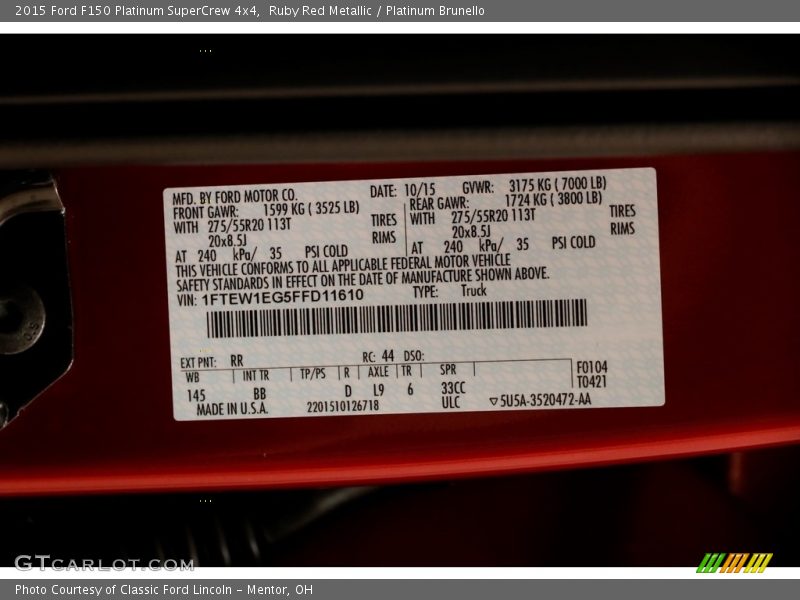 2015 Ford F150 Platinum SuperCrew 4x4, Ruby Red Metallic / Platinum Brunello
MFD. BY FORD MOTOR CO. DATE: 10/15 GVWR: 3175 KG ( 7000 LB)
FRONT GAWR: 1599 KG ( 3525 LB) REAR GAWR: 1724 KG ( 3800 LB)
WITH 275/55R20 113T TIRES WITH 275/55R20 113T TIRES
20x8.5J RIMS 20x8.5J RIMS
AT 240 kPa/ 35 PSI COLD AT 240 kPa/ 35 PSI COLD
THIS VEHICLE CONFORMS TO ALL APPLICABLE FEDERAL MOTOR VEHICLE
SAFETY STANDARDS IN EFFECT ON THE DATE OF MANUFACTURE SHOWN ABOVE.
VIN: 1FTEW1EG5FFD11610 TYPE: Truck
EXT PNT: RR RC: 44 DSO:
WB INT TR TP/PS R AXLE TR SPR F0104
145 BB D L9 6 33CC T0421
MADE IN U.S.A. 2201510126718 ULC ▽5U5A-3520472-AA
GTCARLOT.COM
Photo Courtesy of Classic Ford Lincoln – Mentor, OH